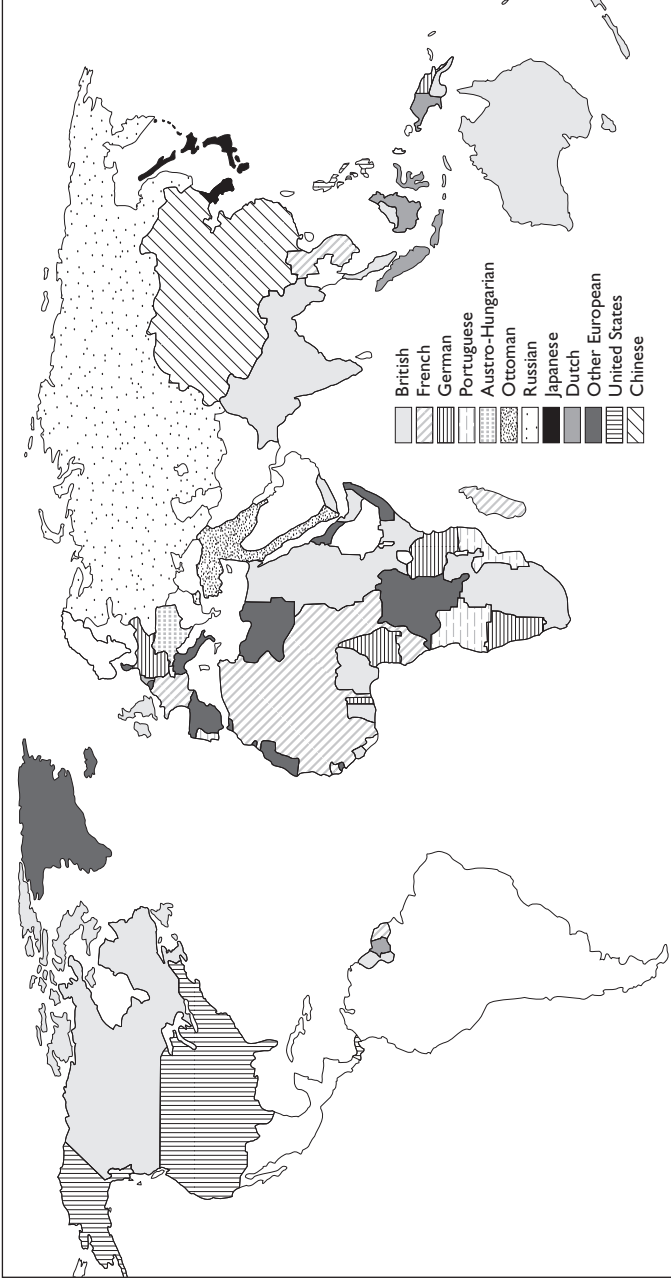 British
French
German
Portuguese
Austro-Hungarian
Ottoman
Russian
Japanese
Dutch
Other European
United States
Chinese